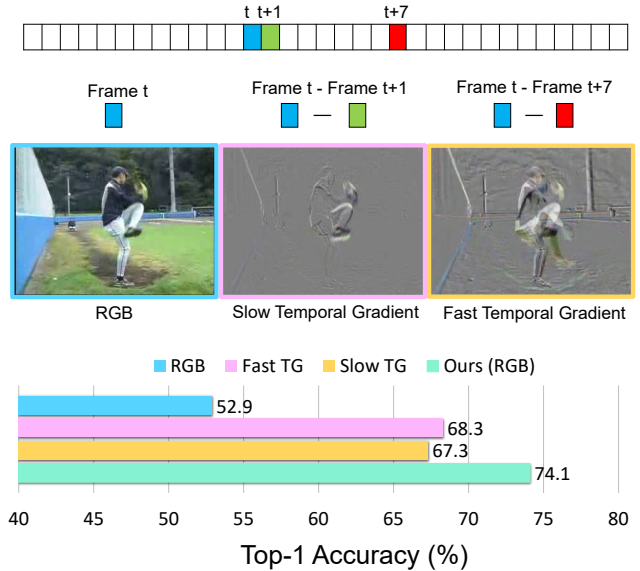 t t+1 t+7
Frame t Frame t - Frame t+1 Frame t - Frame t+7
RGB Slow Temporal Gradient Fast Temporal Gradient
RGB Fast TG Slow TG Ours (RGB)
52.9
68.3
67.3
74.1
40 45 50 55 60 65 70 75 80
Top-1 Accuracy (%)